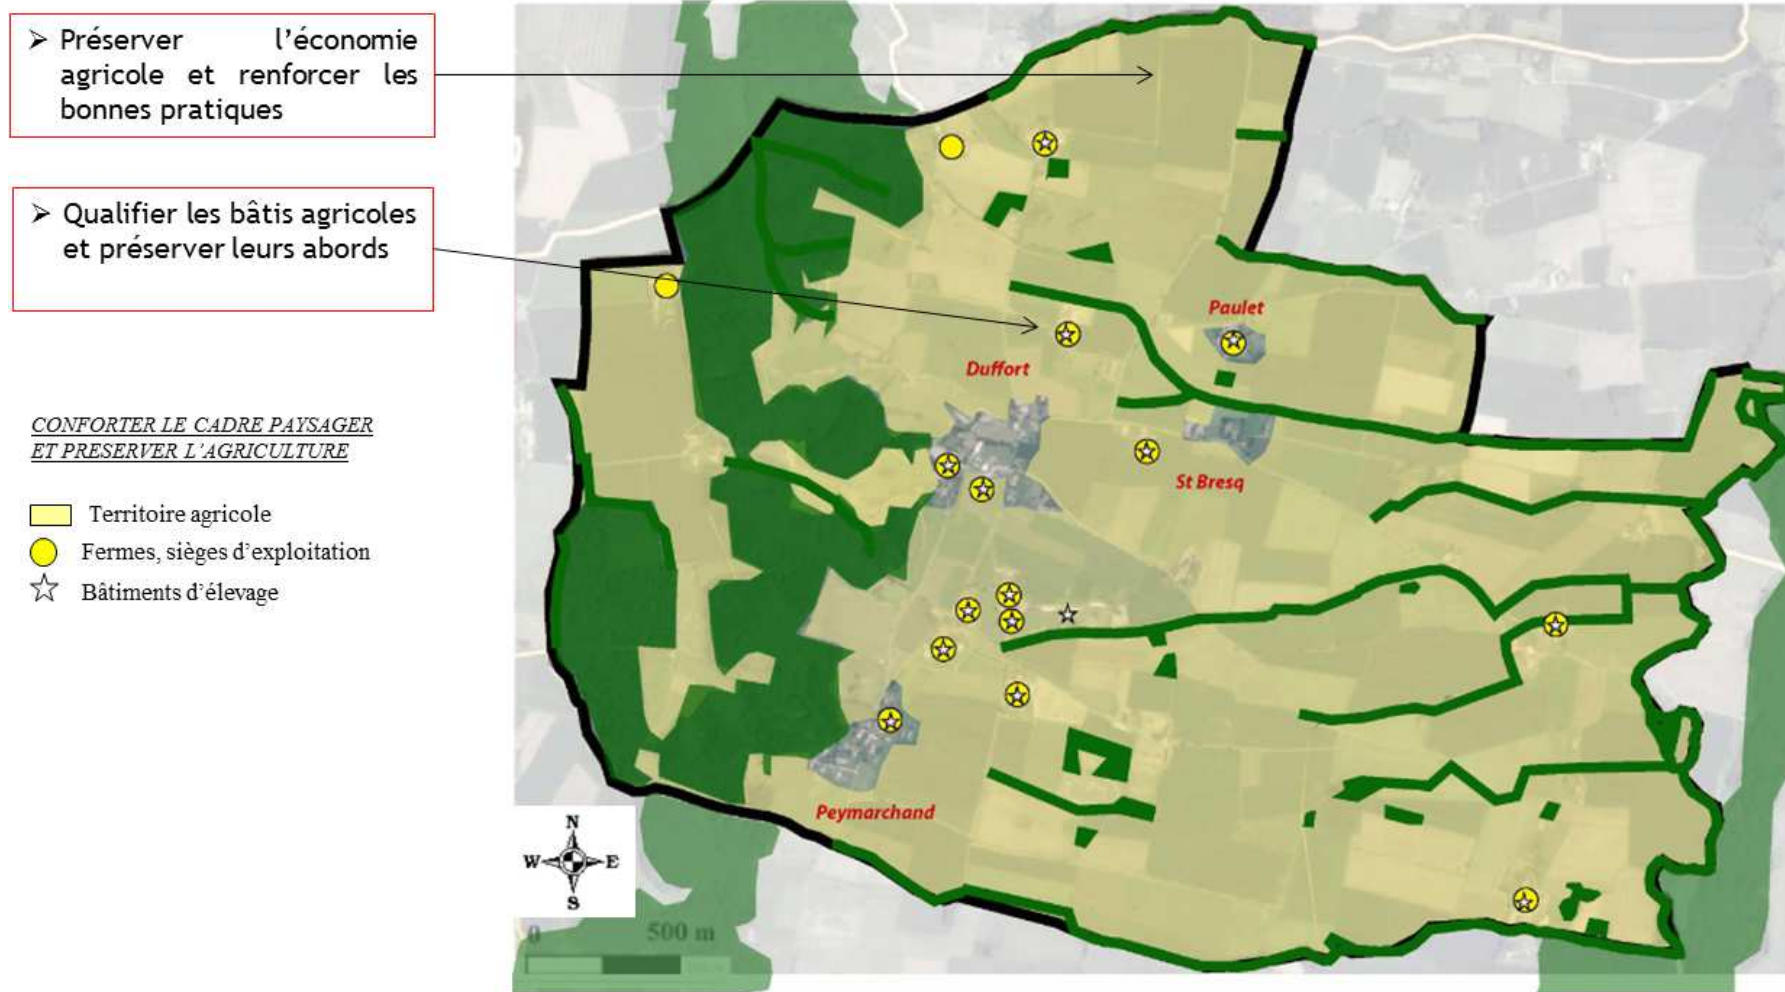 ➢ Préserver l'économie
agricole et renforcer les
bonnes pratiques
➢ Qualifier les bâtis agricoles
et préserver leurs abords
CONFORTER LE CADRE PAYSAGER
ET PRESERVER L'AGRICULTURE
Territoire agricole
Fermes, sièges d'exploitation
Bâtiments d'élevage
Paulet
Duffort
St Bresq
Peymarchand
N
W E
S
0 500 m